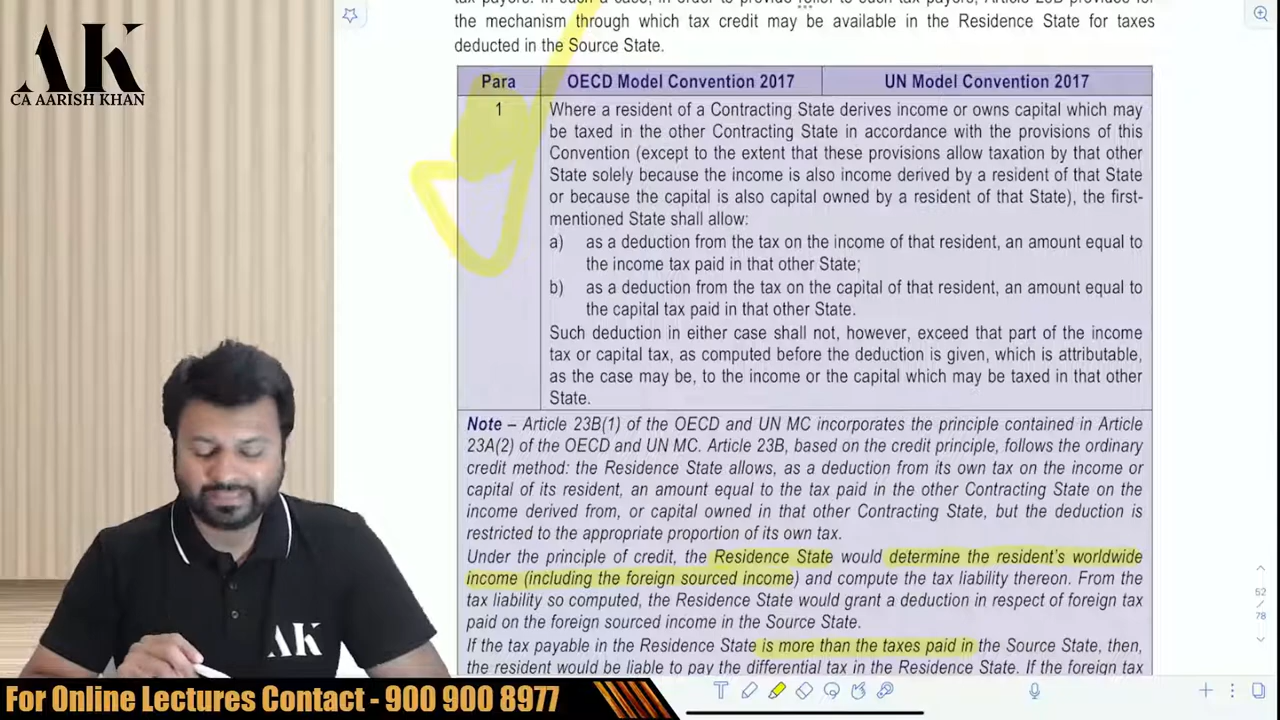 AK
CA AARISH KHAN
the mechanism through which tax credit may be available in the Residence State for taxes
deducted in the Source State.
Para OECD Model Convention 2017 UN Model Convention 2017
1 Where a resident of a Contracting State derives income or owns capital which may
be taxed in the other Contracting State in accordance with the provisions of this
Convention (except to the extent that these provisions allow taxation by that other
State solely because the income is also income derived by a resident of that State
or because the capital is also capital owned by a resident of that State), the first-
mentioned State shall allow:
a) as a deduction from the tax on the income of that resident, an amount equal to
the income tax paid in that other State;
b) as a deduction from the tax on the capital of that resident, an amount equal to
the capital tax paid in that other State.
Such deduction in either case shall not, however, exceed that part of the income
tax or capital tax, as computed before the deduction is given, which is attributable,
as the case may be, to the income or the capital which may be taxed in that other
State.
Note – Article 23B(1) of the OECD and UN MC incorporates the principle contained in Article
23A(2) of the OECD and UN MC. Article 23B, based on the credit principle, follows the ordinary
credit method: the Residence State allows, as a deduction from its own tax on the income or
capital of its resident, an amount equal to the tax paid in the other Contracting State on the
income derived from, or capital owned in that other Contracting State, but the deduction is
restricted to the appropriate proportion of its own tax.
Under the principle of credit, the Residence State would determine the resident's worldwide
income (including the foreign sourced income) and compute the tax liability thereon. From the
tax liability so computed, the Residence State would grant a deduction in respect of foreign tax
paid on the foreign sourced income in the Source State.
If the tax payable in the Residence State is more than the taxes paid in the Source State, then,
the resident would be liable to pay the differential tax in the Residence State. If the foreign tax
52
78
AK
For Online Lectures Contact - 900 900 8977